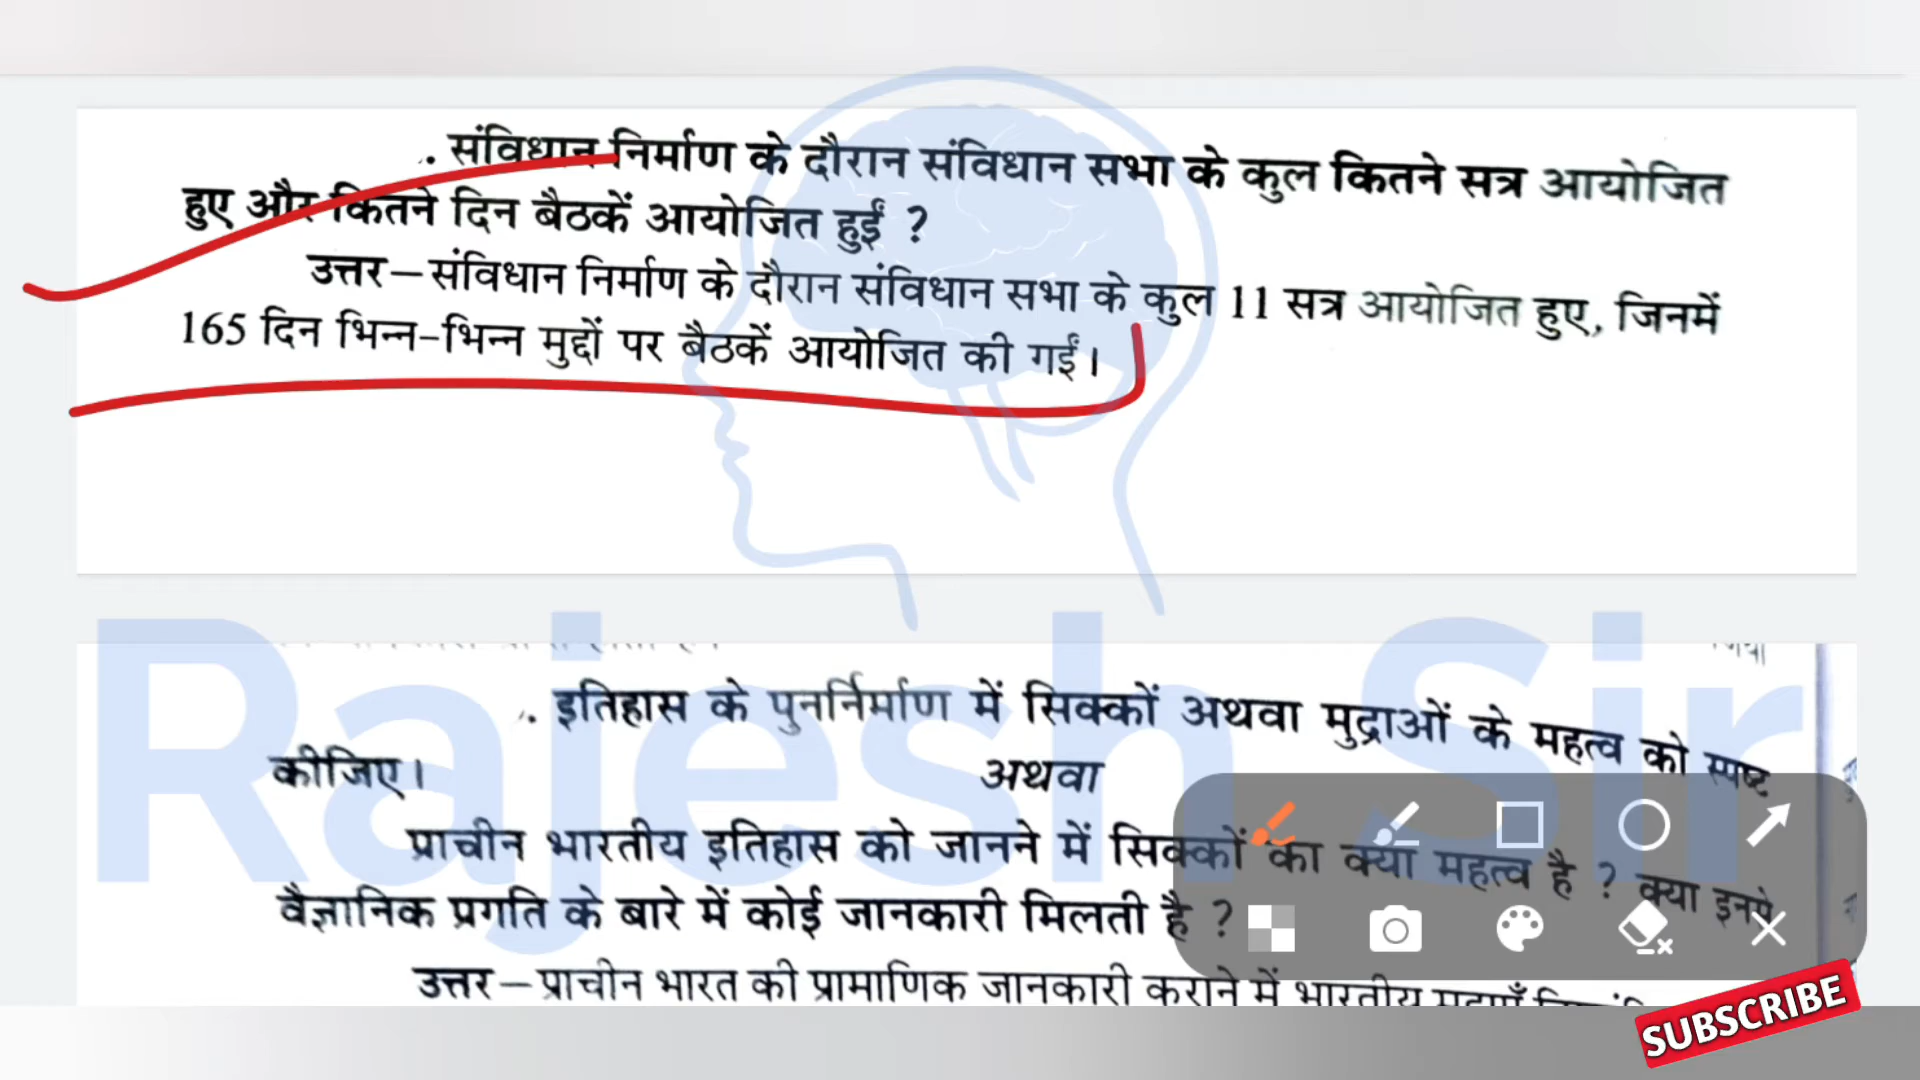 . संविधान निर्माण के दौरान संविधान सभा के कुल कितने सत्र आयोजित
हुए और कितने दिन बैठकें आयोजित हुईं ?
उत्तर – संविधान निर्माण के दौरान संविधान सभा के कुल 11 सत्र आयोजित हुए, जिनमें
165 दिन भिन्न-भिन्न मुद्दों पर बैठकें आयोजित की गईं।
Rajesh Sir
. इतिहास के पुनर्निर्माण में सिक्कों अथवा मुद्राओं के महत्व को स्पष्ट
कीजिए।
अथवा
प्राचीन भारतीय इतिहास को जानने में सिक्कों का क्या महत्व है ? क्या इनसे
वैज्ञानिक प्रगति के बारे में कोई जानकारी मिलती है ?
उत्तर – प्राचीन भारत की प्रामाणिक जानकारी कराने में भारतीय
SUBSCRIBE